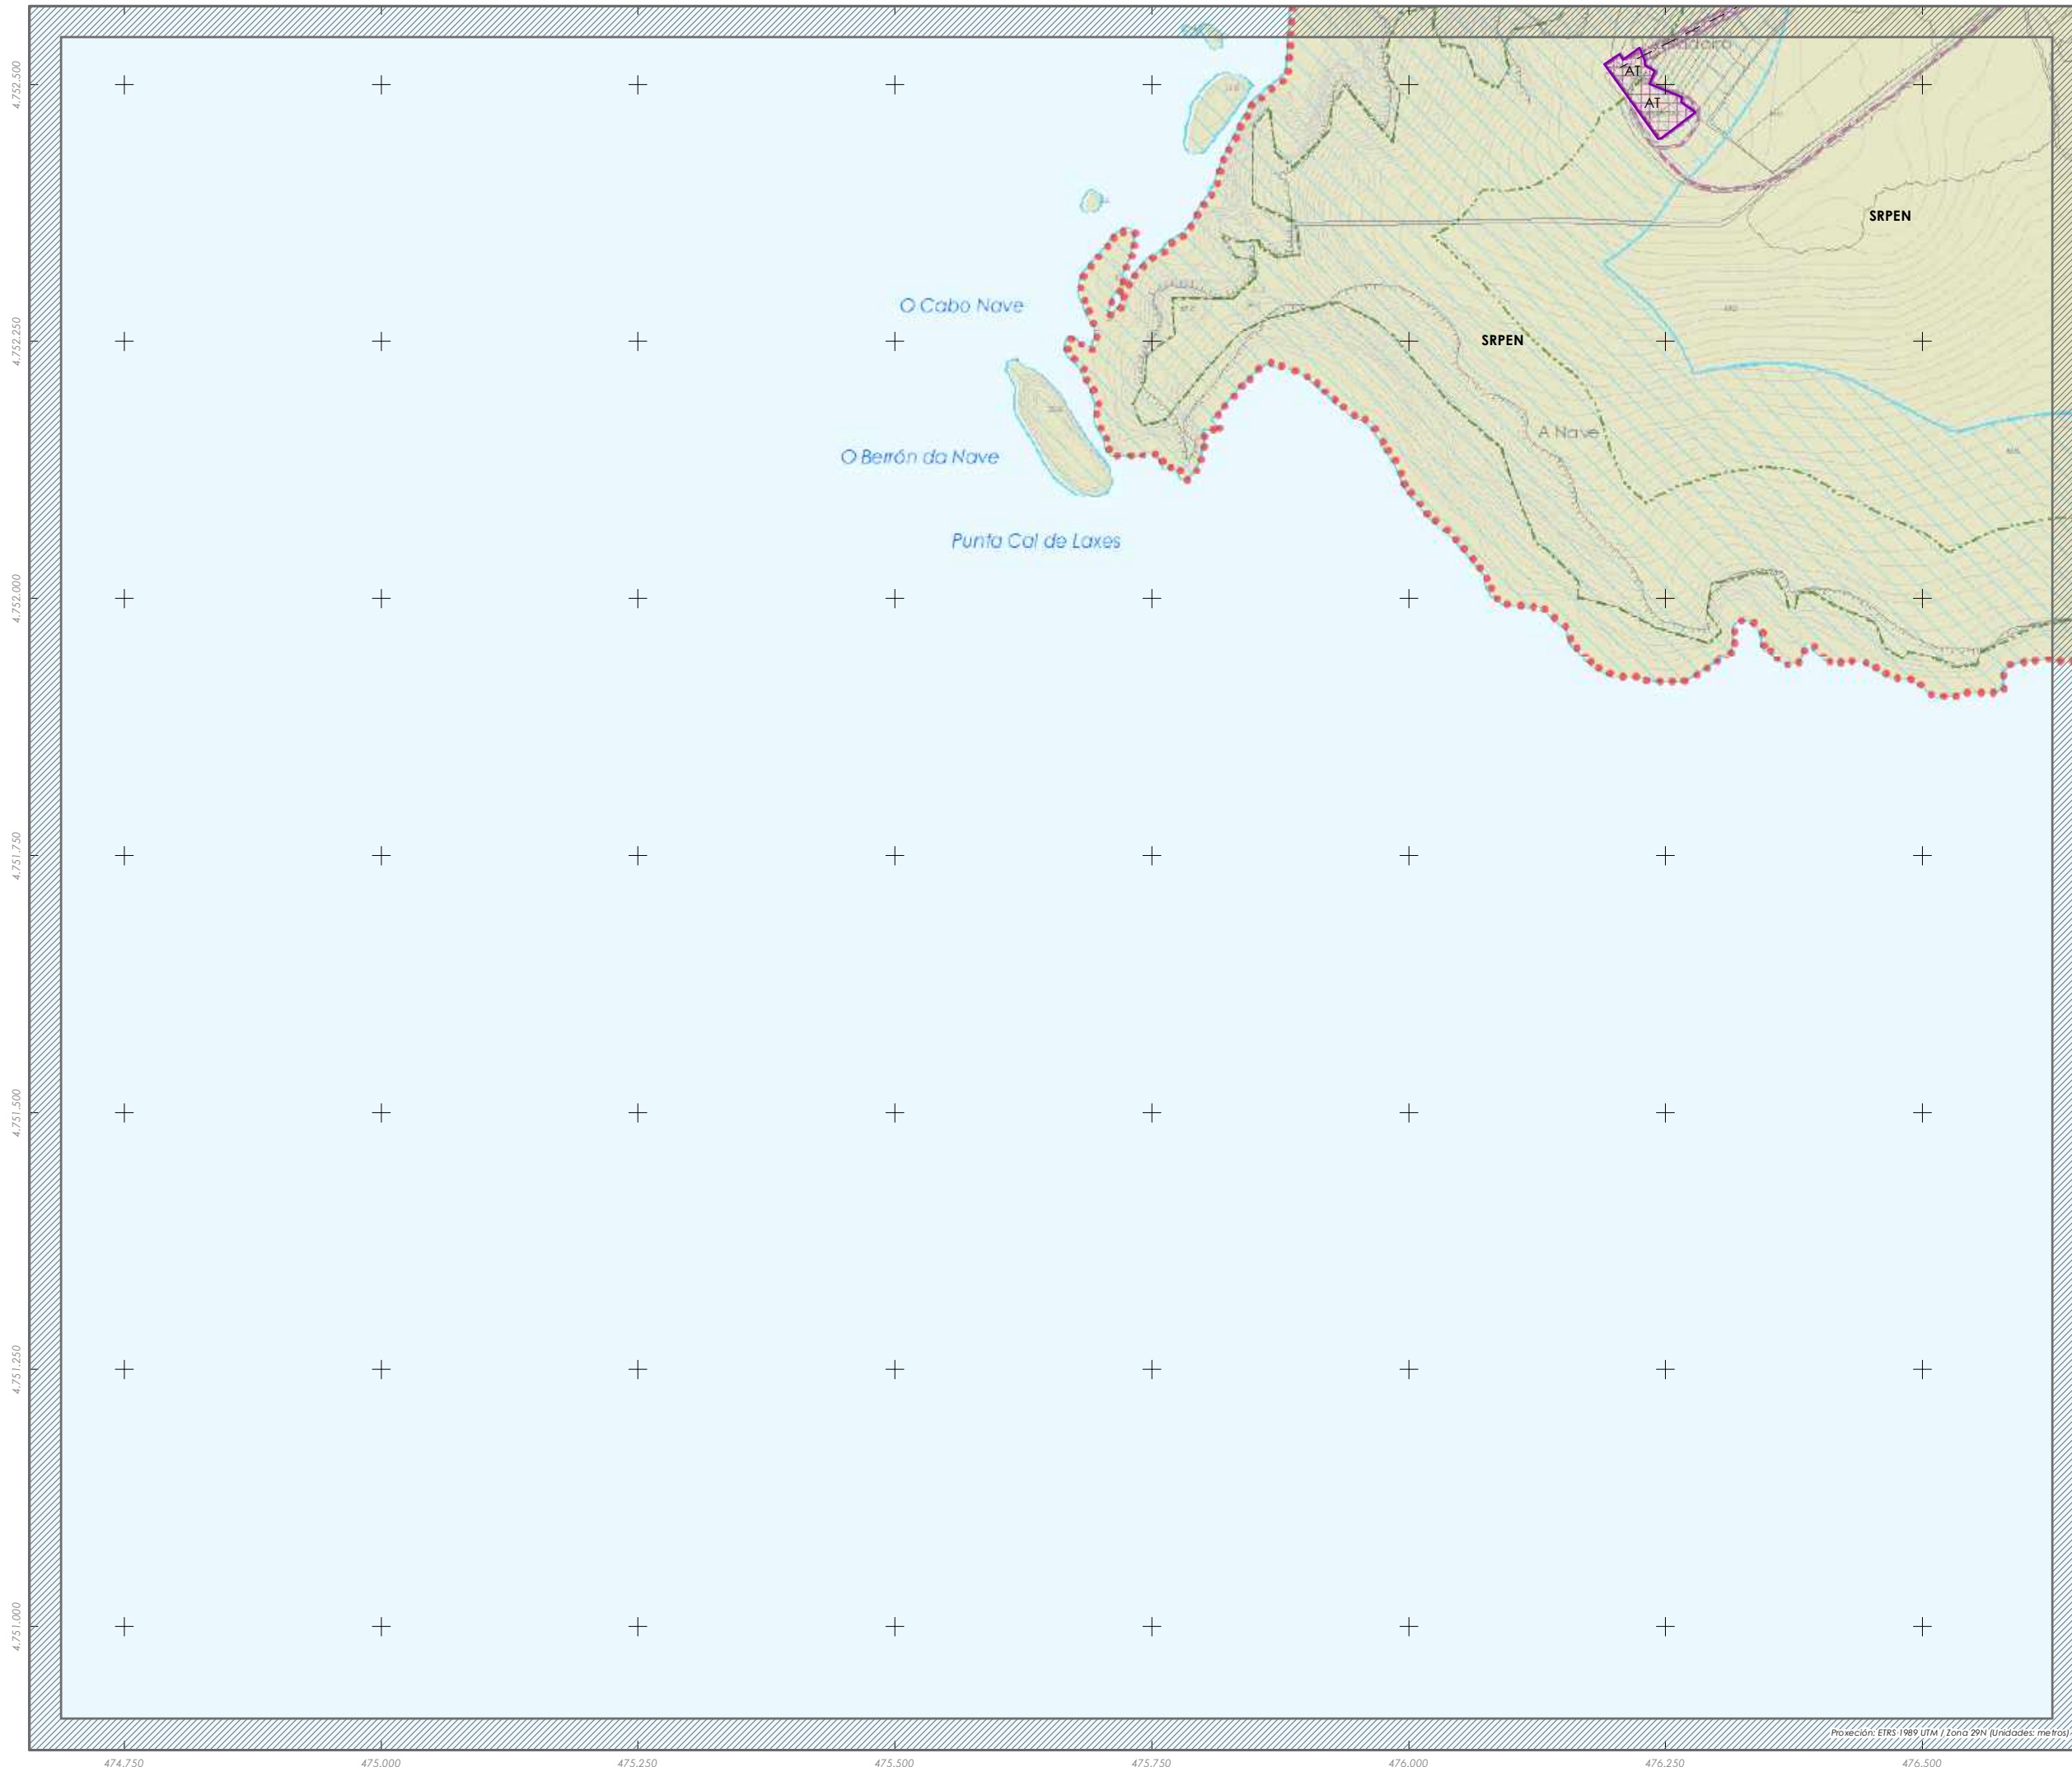 4.752.500
AT
AT
SRPEN
O Cabo Nave
4.752.250
SRPEN
A Nave
O Berrón da Nave
Punta Cal de Laxes
4.752.000
4.751.750
4.751.500
4.751.250
4.751.000
Proxección: ETRS 1989 UTM / Zona 29N (Unidades: metros)
474.750 475.000 475.250 475.500 475.750 476.000 476.250 476.500